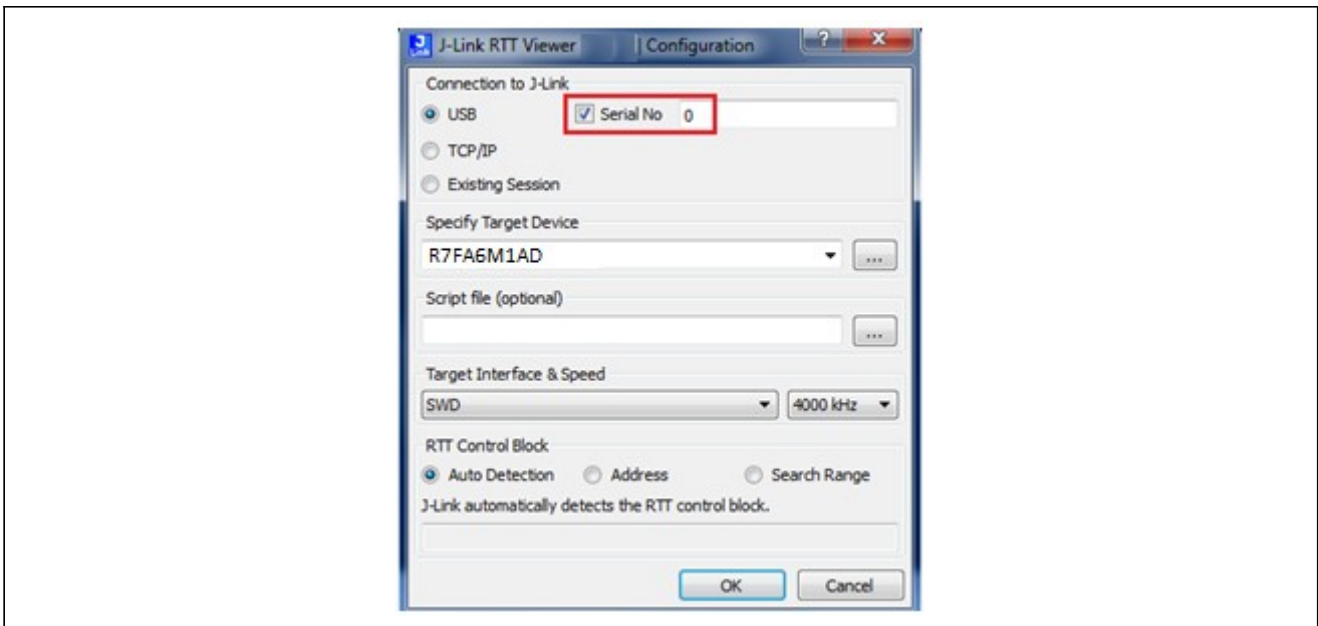 J-Link RTT Viewer | Configuration ? X
Connection to J-Link
USB Serial No 0
TCP/IP
Existing Session
Specify Target Device
R7FA6M1AD ...
Script file (optional)
...
Target Interface & Speed
SWD 4000 kHz
RTT Control Block
Auto Detection Address Search Range
J-Link automatically detects the RTT control block.
OK Cancel